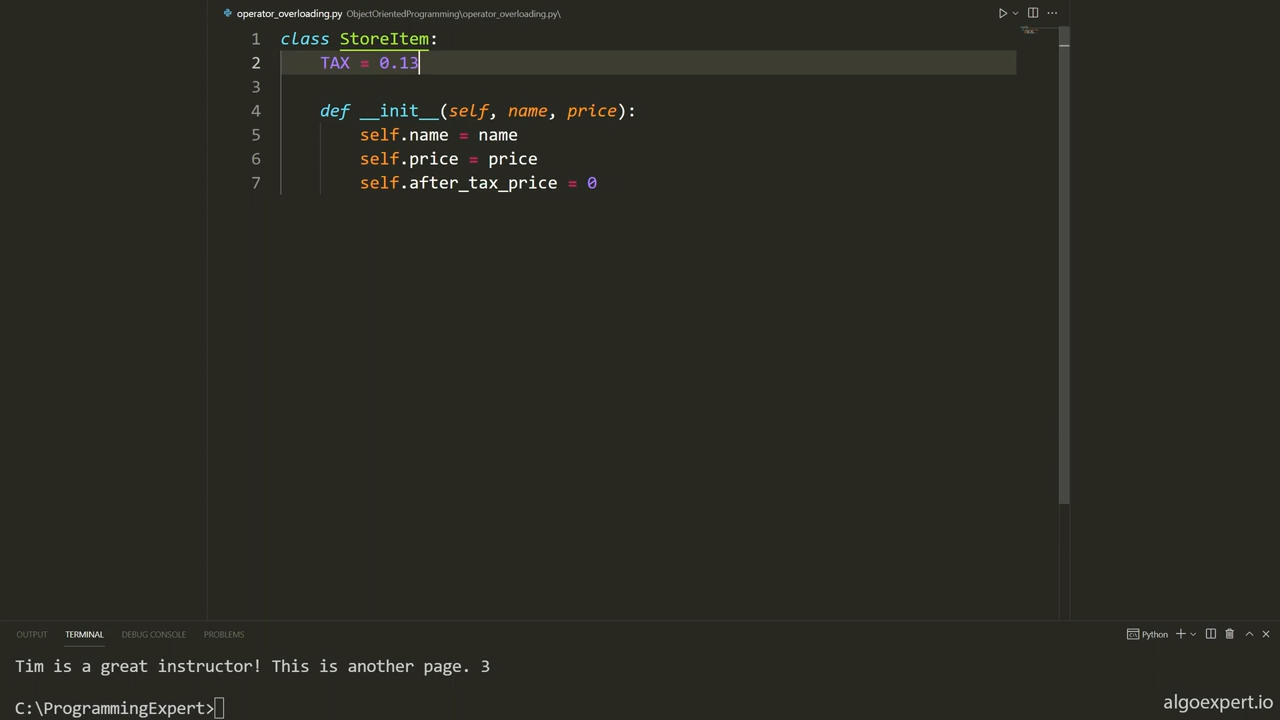 operator_overloading.py ObjectOrientedProgramming\operator_overloading.py\
1 class StoreItem:
2 TAX = 0.13
3
4 def __init__(self, name, price):
5 self.name = name
6 self.price = price
7 self.after_tax_price = 0
OUTPUT TERMINAL DEBUG CONSOLE PROBLEMS Python
Tim is a great instructor! This is another page. 3
C:\ProgrammingExpert>
algoexpert.io